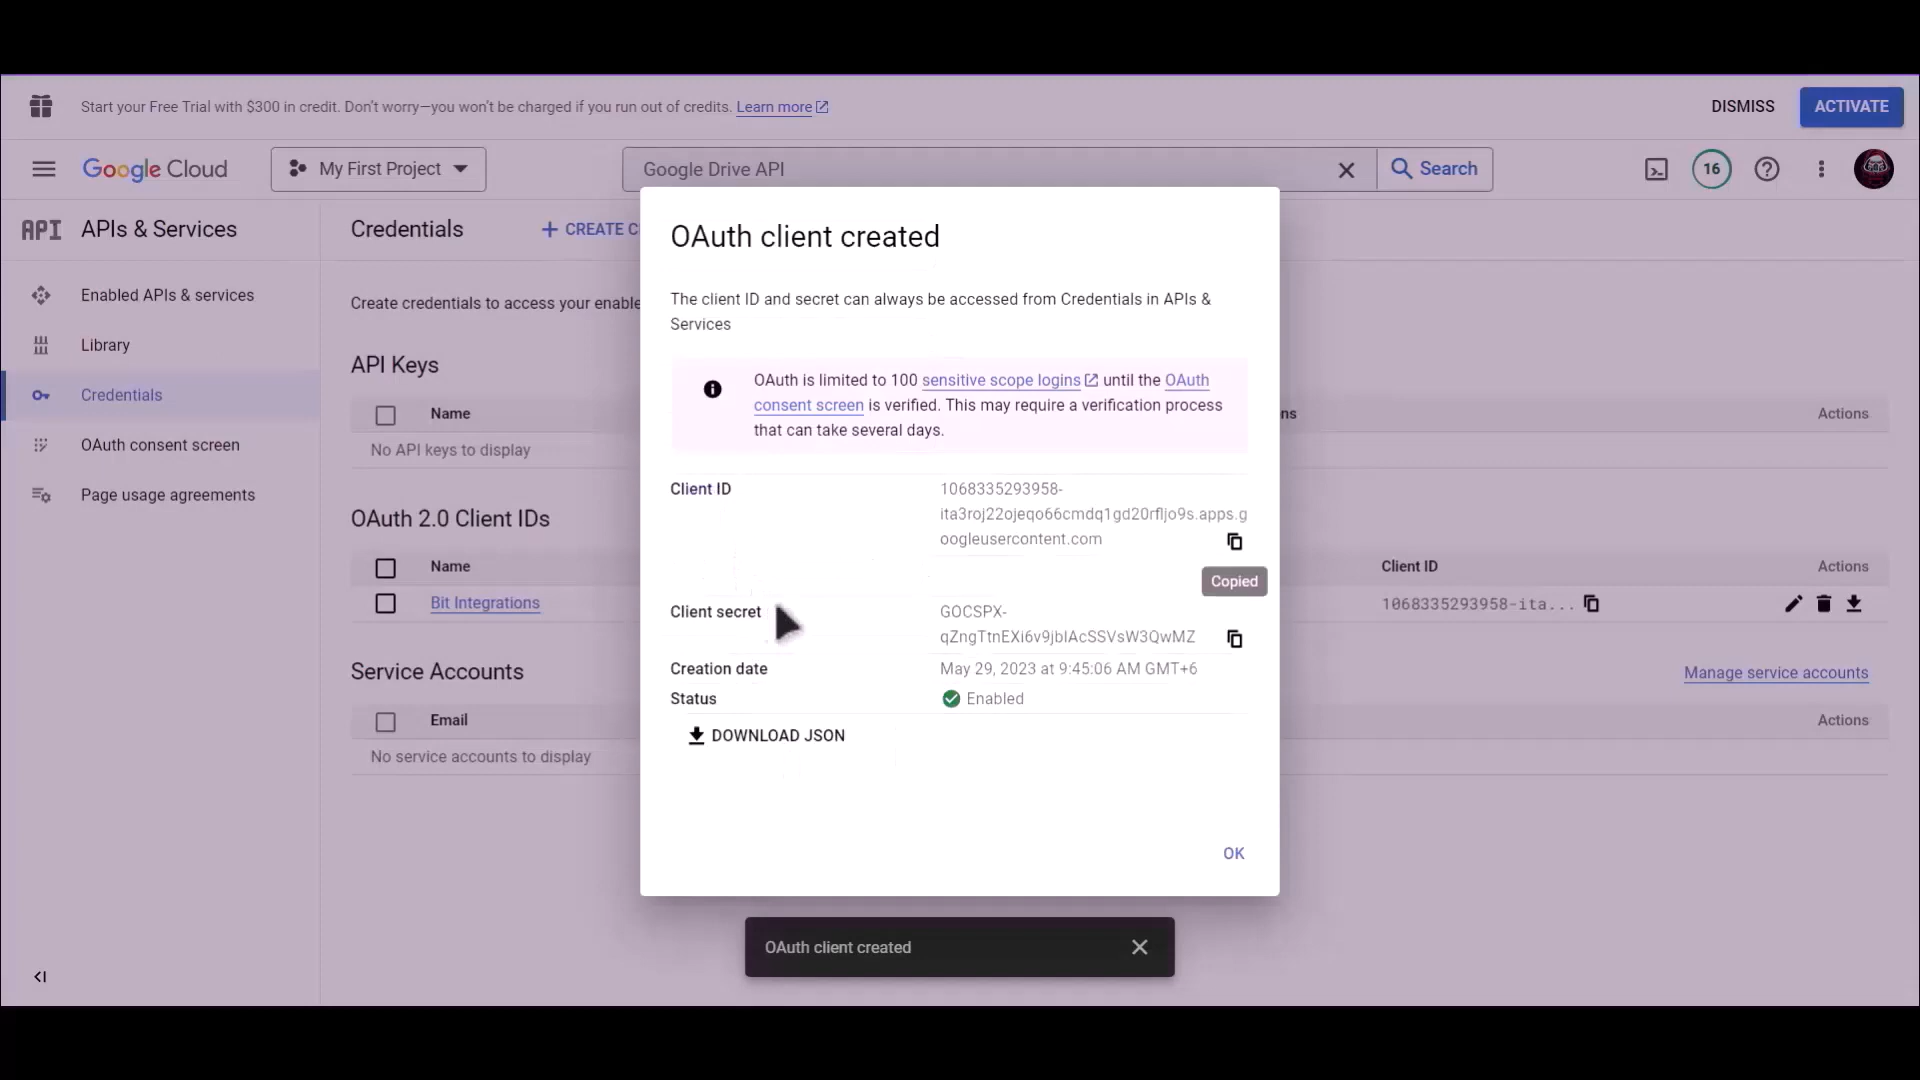 Start your Free Trial with $300 in credit. Don't worry—you won't be charged if you run out of credits. Learn more
DISMISS
ACTIVATE
Google Cloud
My First Project
Google Drive API
Search
16
API
APIs & Services
Enabled APIs & services
Library
Credentials
OAuth consent screen
Page usage agreements
Credentials
+ CREATE C
Create credentials to access your enable
API Keys
Name
ns
Actions
No API keys to display
OAuth 2.0 Client IDs
Name
Client ID
Actions
Bit Integrations
1068335293958-ita...
Service Accounts
Manage service accounts
Email
Actions
No service accounts to display
OAuth client created
The client ID and secret can always be accessed from Credentials in APIs &
Services
OAuth is limited to 100 sensitive scope logins until the OAuth
consent screen is verified. This may require a verification process
that can take several days.
Client ID
1068335293958-
ita3roj22ojeqo66cmdq1gd20rfljo9s.apps.g
oogleusercontent.com
Copied
Client secret
GOCSPX-
qZngTtnEXi6v9jbIAcSSVsW3QwMZ
Creation date
May 29, 2023 at 9:45:06 AM GMT+6
Status
Enabled
DOWNLOAD JSON
OK
OAuth client created